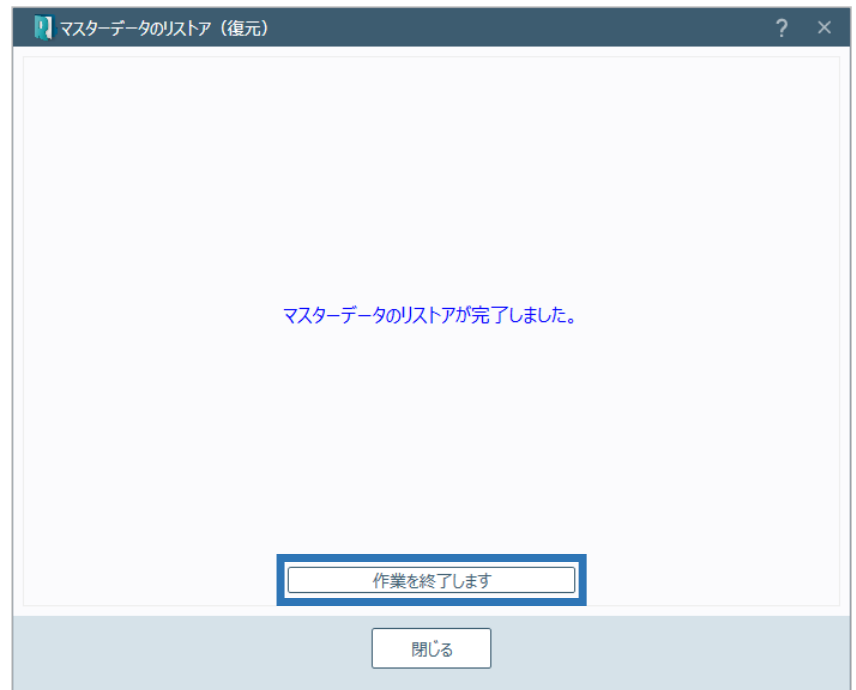 マスターデータのリストア（復元）
?
×
マスターデータのリストアが完了しました。
作業を終了します
閉じる